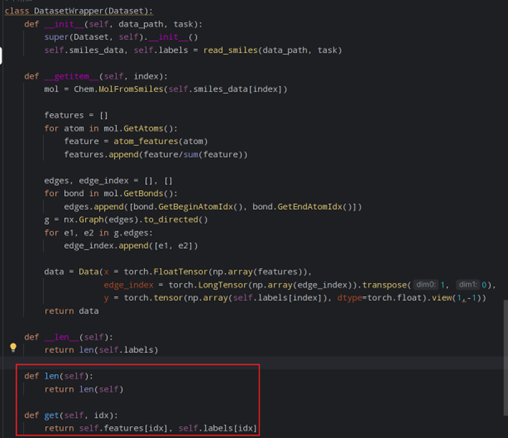 class DatasetWrapper(Dataset):
    def __init__(self, data_path, task):
        super(Dataset, self).__init__()
        self.smiles_data, self.labels = read_smiles(data_path, task)

    def __getitem__(self, index):
        mol = Chem.MolFromSmiles(self.smiles_data[index])

        features = []
        for atom in mol.GetAtoms():
            feature = atom_features(atom)
            features.append(feature/sum(feature))

        edges, edge_index = [], []
        for bond in mol.GetBonds():
            edges.append([bond.GetBeginAtomIdx(), bond.GetEndAtomIdx()])
        g = nx.Graph(edges).to_directed()
        for e1, e2 in g.edges:
            edge_index.append([e1, e2])

        data = Data(x = torch.FloatTensor(np.array(features)),
                    edge_index = torch.LongTensor(np.array(edge_index)).transpose( dim0: 1, dim1: 0),
                    y = torch.tensor(np.array(self.labels[index]), dtype=torch.float).view(1,-1))
        return data

    def __len__(self):
        return len(self.labels)

    def len(self):
        return len(self)

    def get(self, idx):
        return self.features[idx], self.labels[idx]